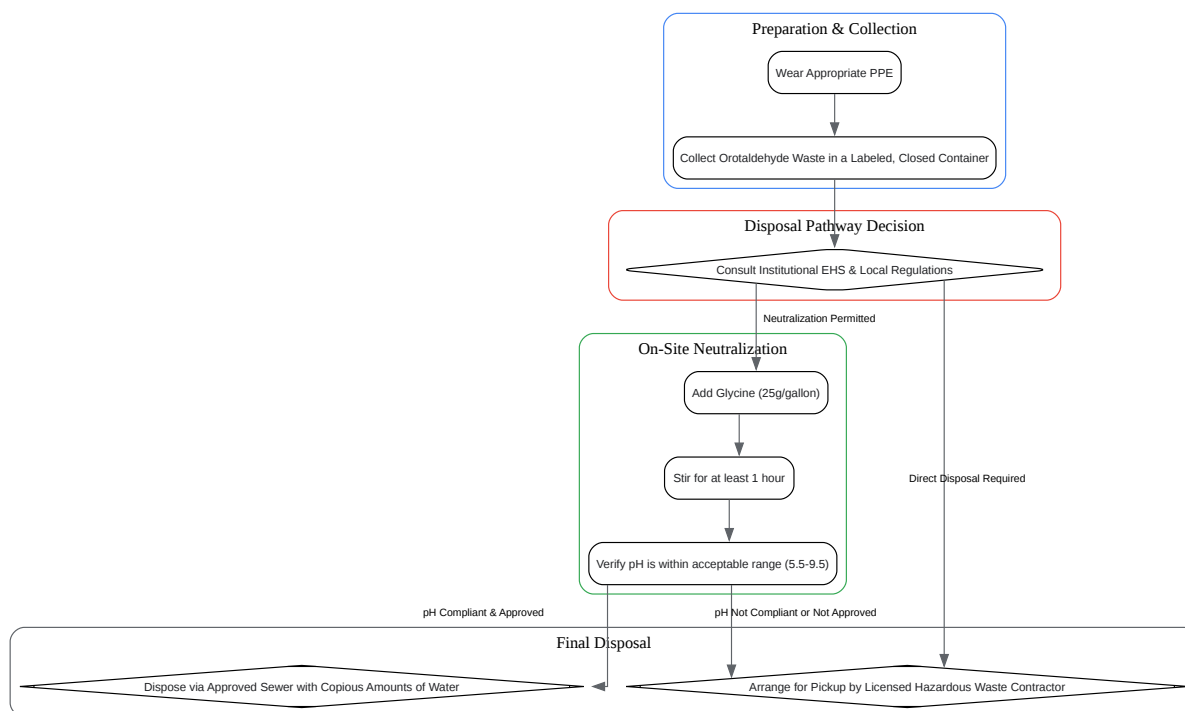 Preparation & Collection
Wear Appropriate PPE
Collect Orotaldehyde Waste in a Labeled, Closed Container
Disposal Pathway Decision
Consult Institutional EHS & Local Regulations
Neutralization Permitted
On-Site Neutralization
Add Glycine (25g/gallon)
Stir for at least 1 hour
Direct Disposal Required
Verify pH is within acceptable range (5.5-9.5)
pH Compliant & Approved
pH Not Compliant or Not Approved
Final Disposal
Dispose via Approved Sewer with Copious Amounts of Water
Arrange for Pickup by Licensed Hazardous Waste Contractor